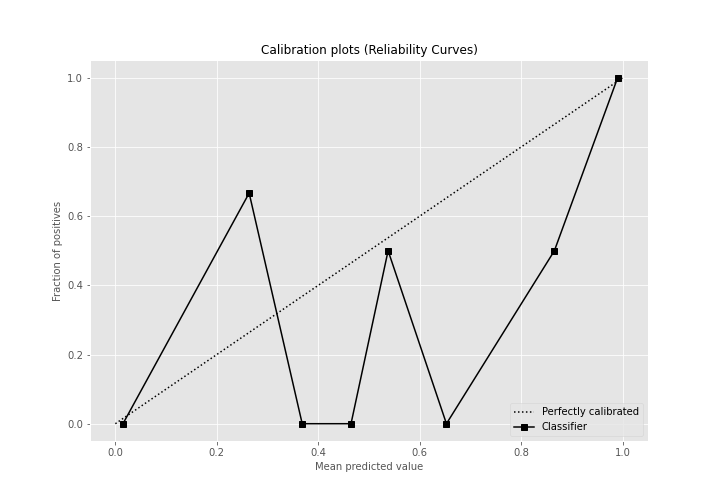 Calibration plots (Reliability Curves)
1.0
0.8
0.6
0.4
0.2
0.0
Fraction of positives
0.0 0.2 0.4 0.6 0.8 1.0
Mean predicted value
Perfectly calibrated
Classifier